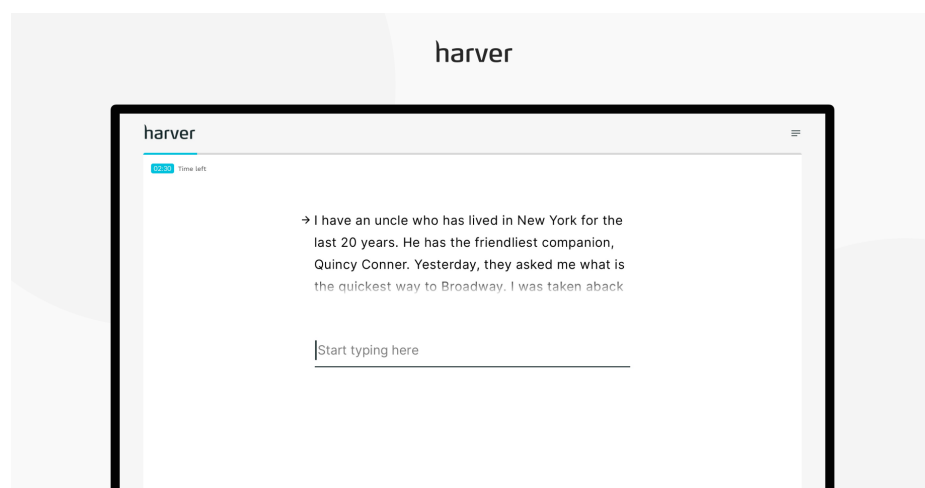 harver
harver
02:30 Time left
→ I have an uncle who has lived in New York for the
last 20 years. He has the friendliest companion,
Quincy Conner. Yesterday, they asked me what is
the quickest way to Broadway. I was taken aback
Start typing here